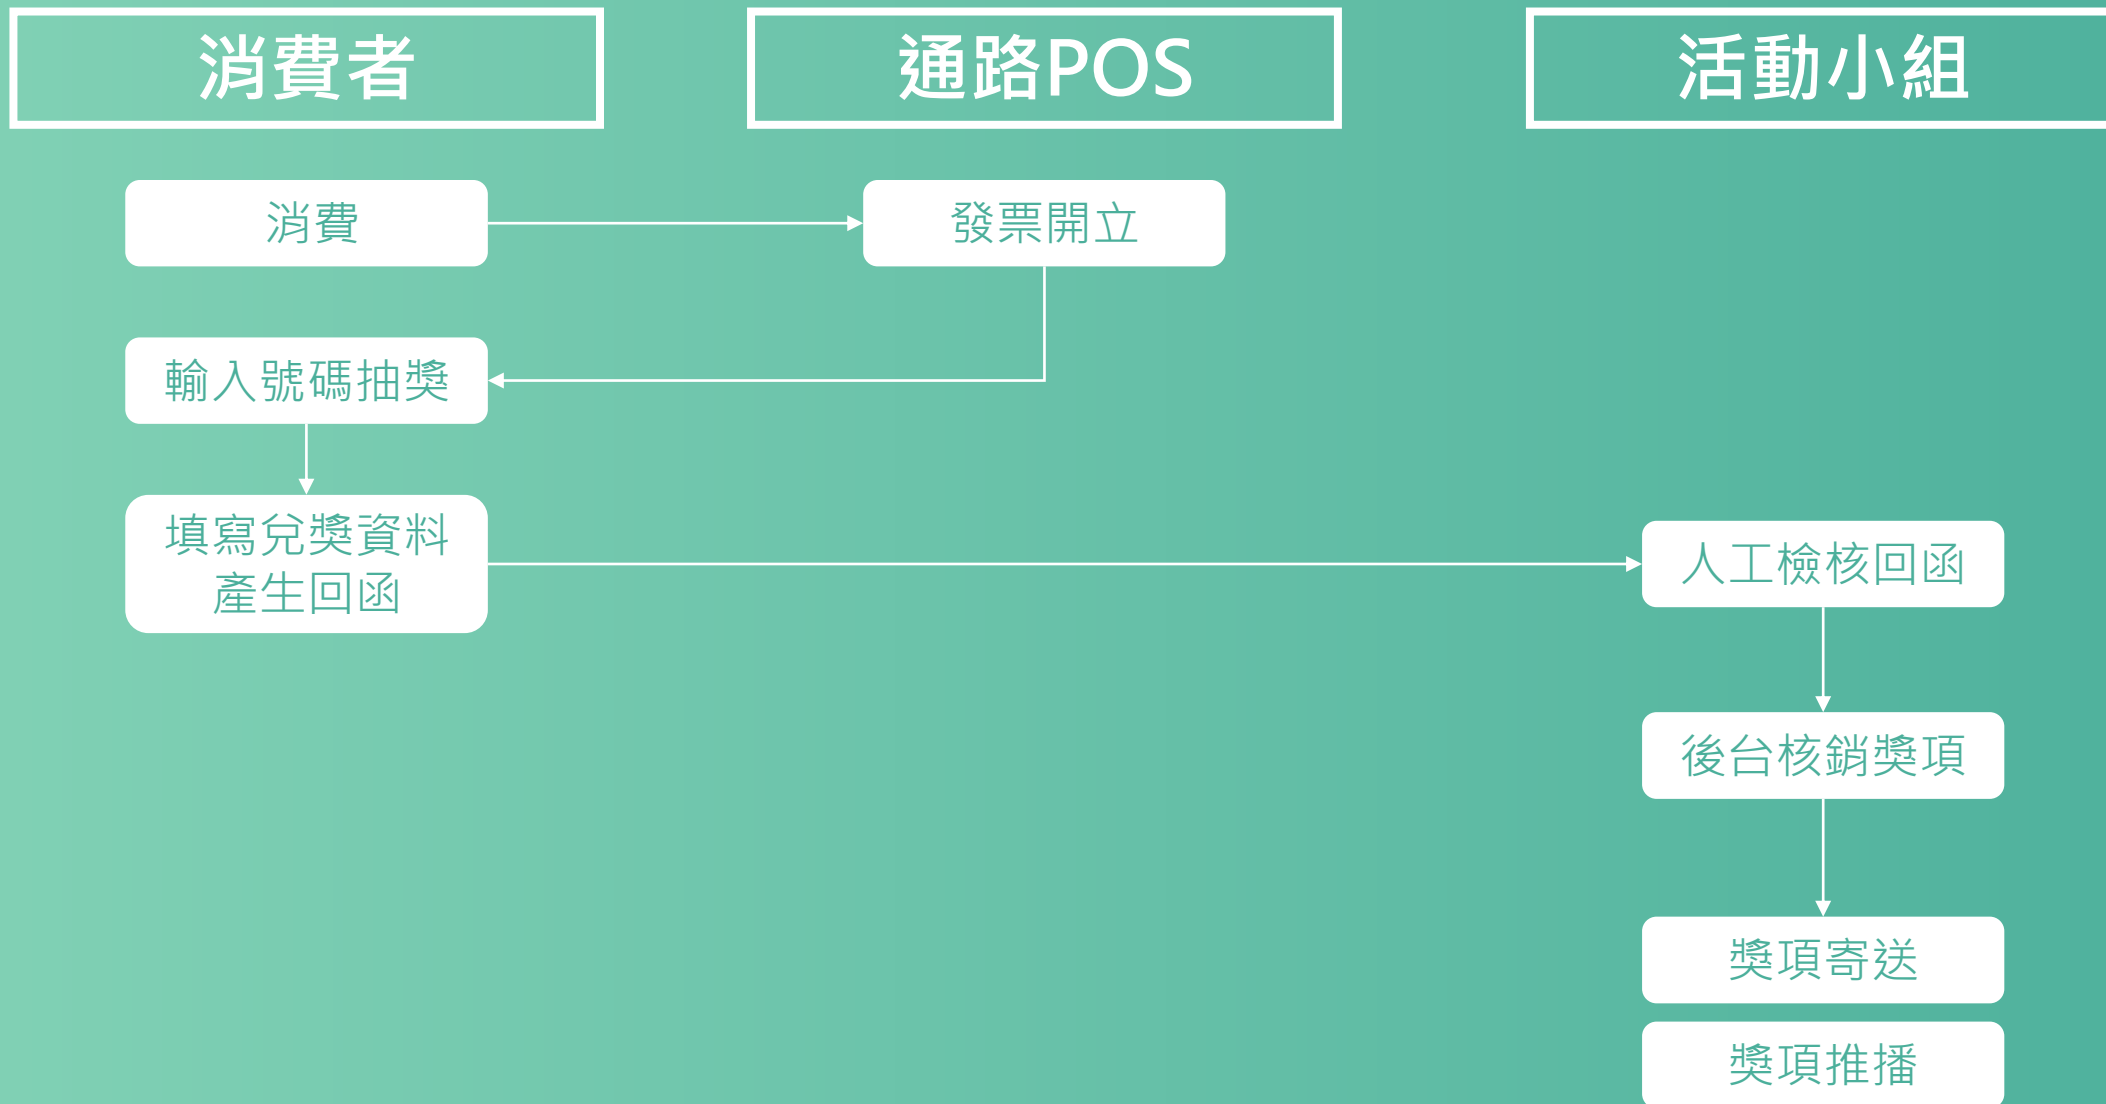 消費者
通路POS
活動小組
消費
發票開立
輸入號碼抽獎
填寫兌獎資料
產生回函
人工檢核回函
後台核銷獎項
獎項寄送
獎項推播